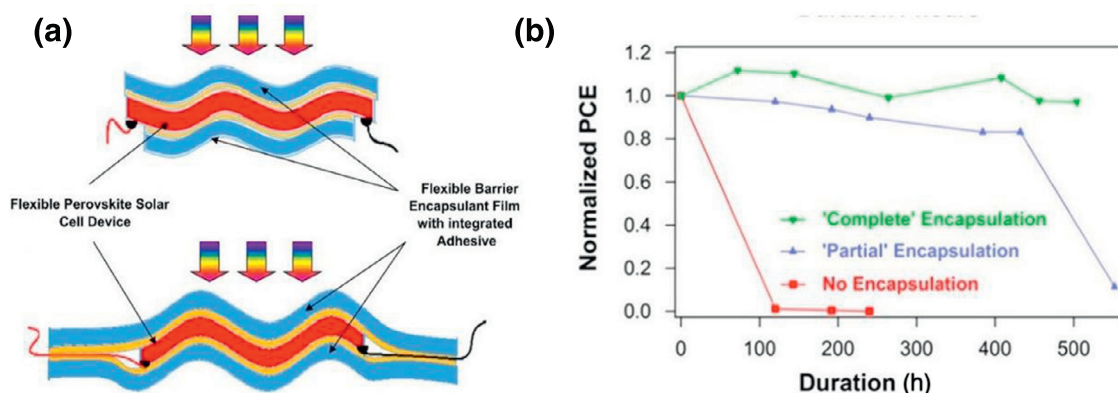 (a)
Flexible Perovskite Solar
Cell Device
Flexible Barrier
Encapsulant Film
with integrated
Adhesive
(b)
Normalized PCE
1.2
1.0
0.8
0.6
0.4
0.2
0.0
'Complete' Encapsulation
'Partial' Encapsulation
No Encapsulation
0
100
200
300
400
500
Duration (h)